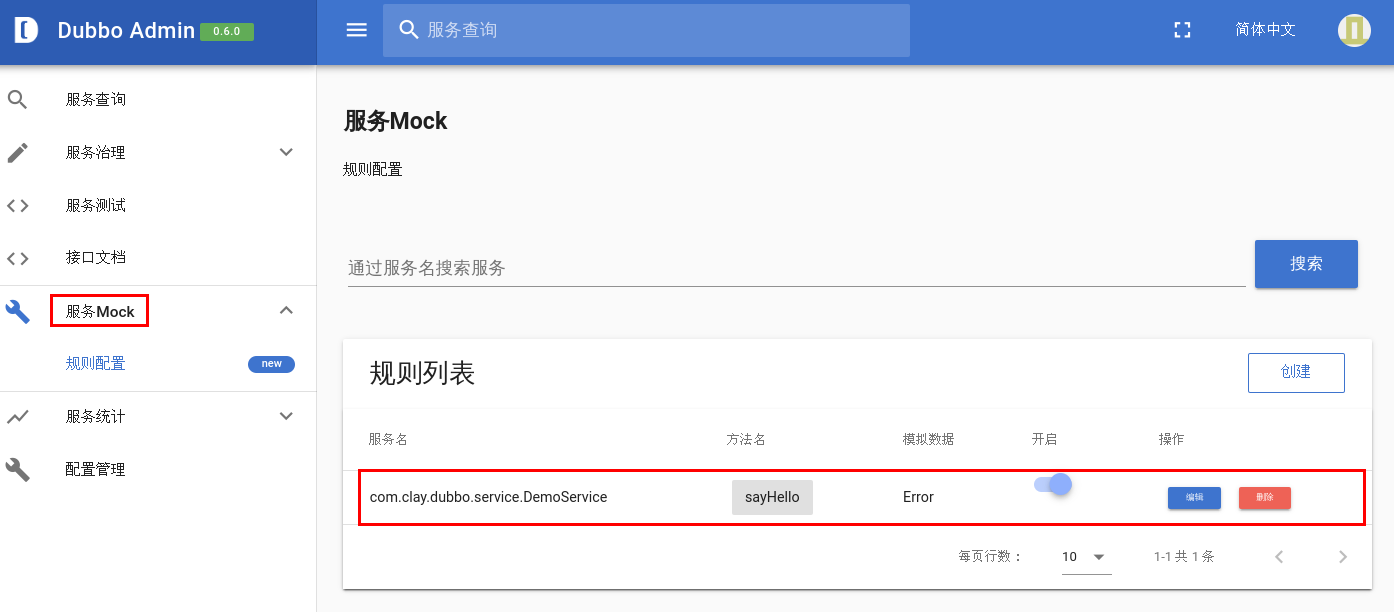 Dubbo Admin 0.6.0
服务查询
简体中文
服务查询
服务治理
服务测试
接口文档
服务Mock
规则配置 new
服务统计
配置管理
服务Mock
规则配置
通过服务名搜索服务
搜索
规则列表
创建
服务名 方法名 模拟数据 开启 操作
com.clay.dubbo.service.DemoService sayHello Error 编辑 删除
每页行数： 10 1-1 共 1 条